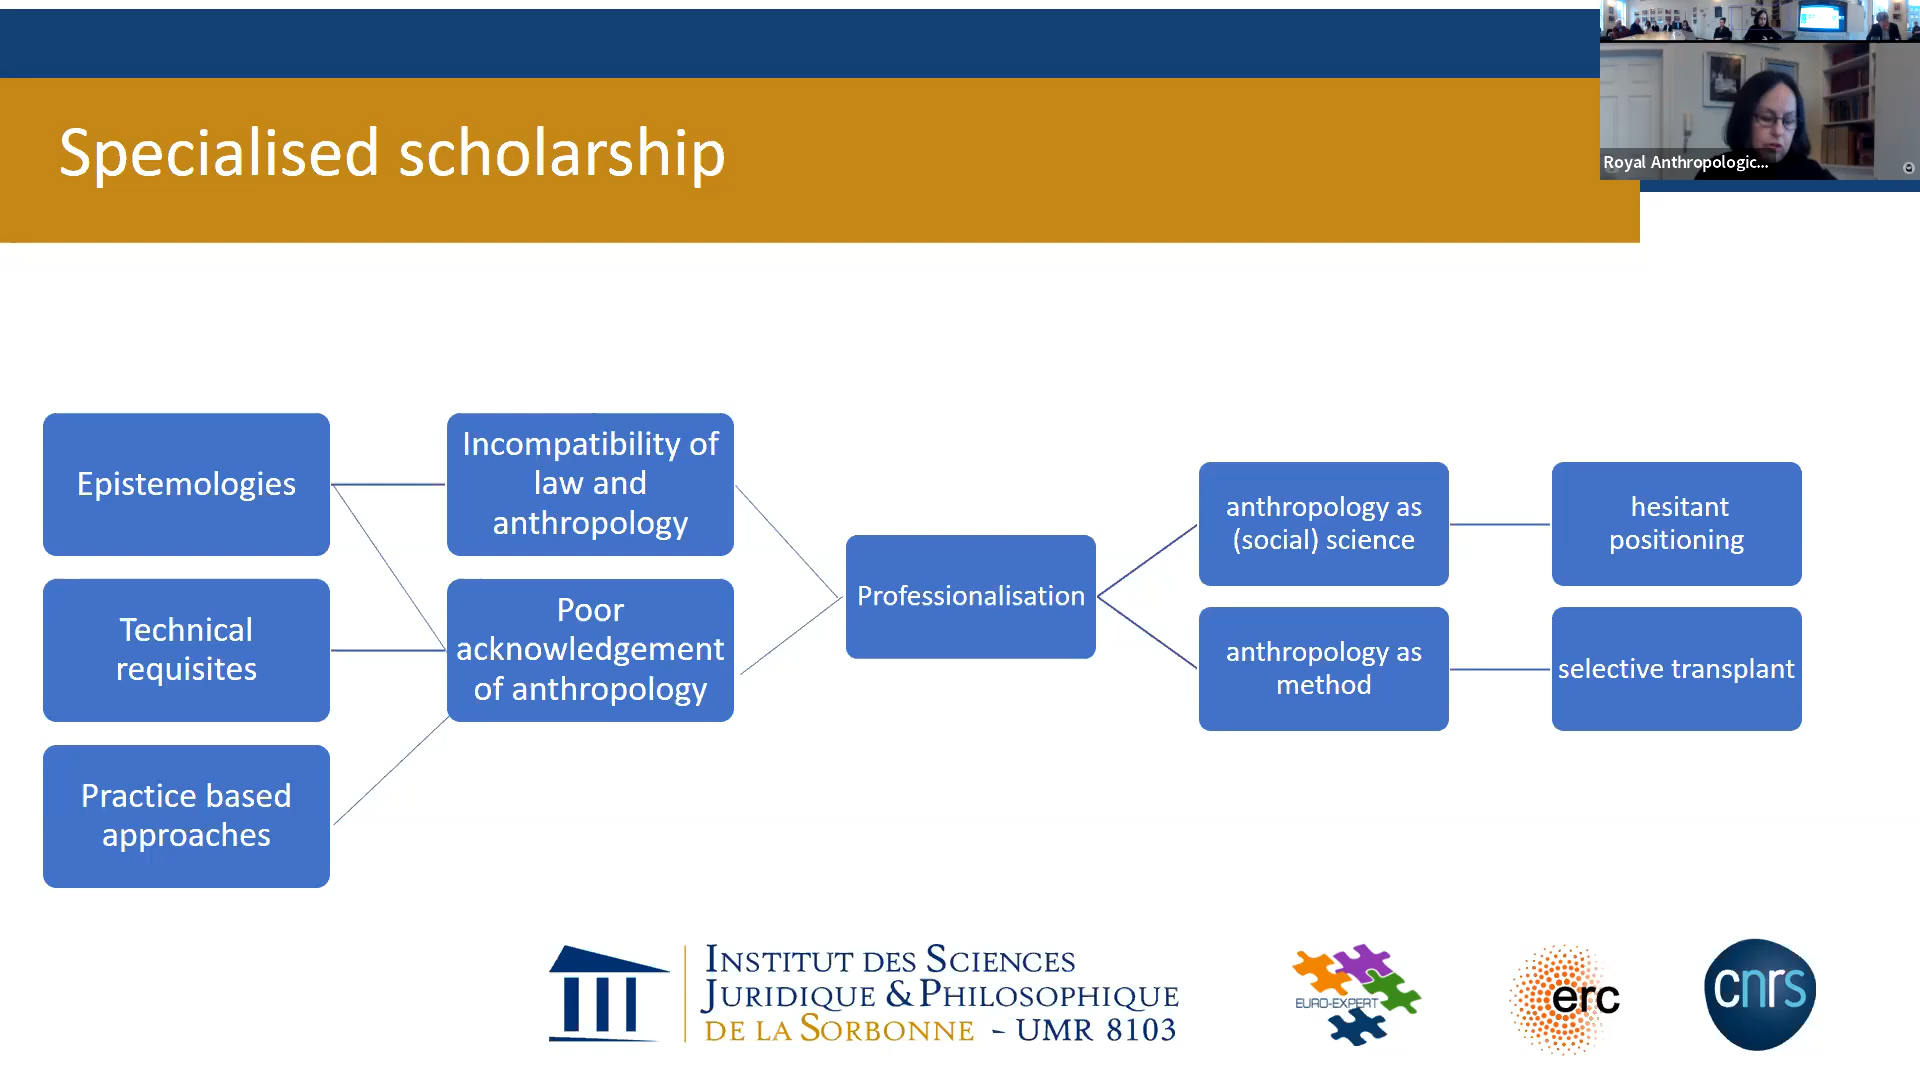 Specialised scholarship
Royal Anthropologic...
Epistemologies
Technical
requisites
Practice based
approaches
Incompatibility of
law and
anthropology
Poor
acknowledgement
of anthropology
Professionalisation
anthropology as
(social) science
anthropology as
method
hesitant
positioning
selective transplant
INSTITUT DES SCIENCES
JURIDIQUE & PHILOSOPHIQUE
DE LA SORBONNE - UMR 8103
EURO-EXPERT
erc
cnrs